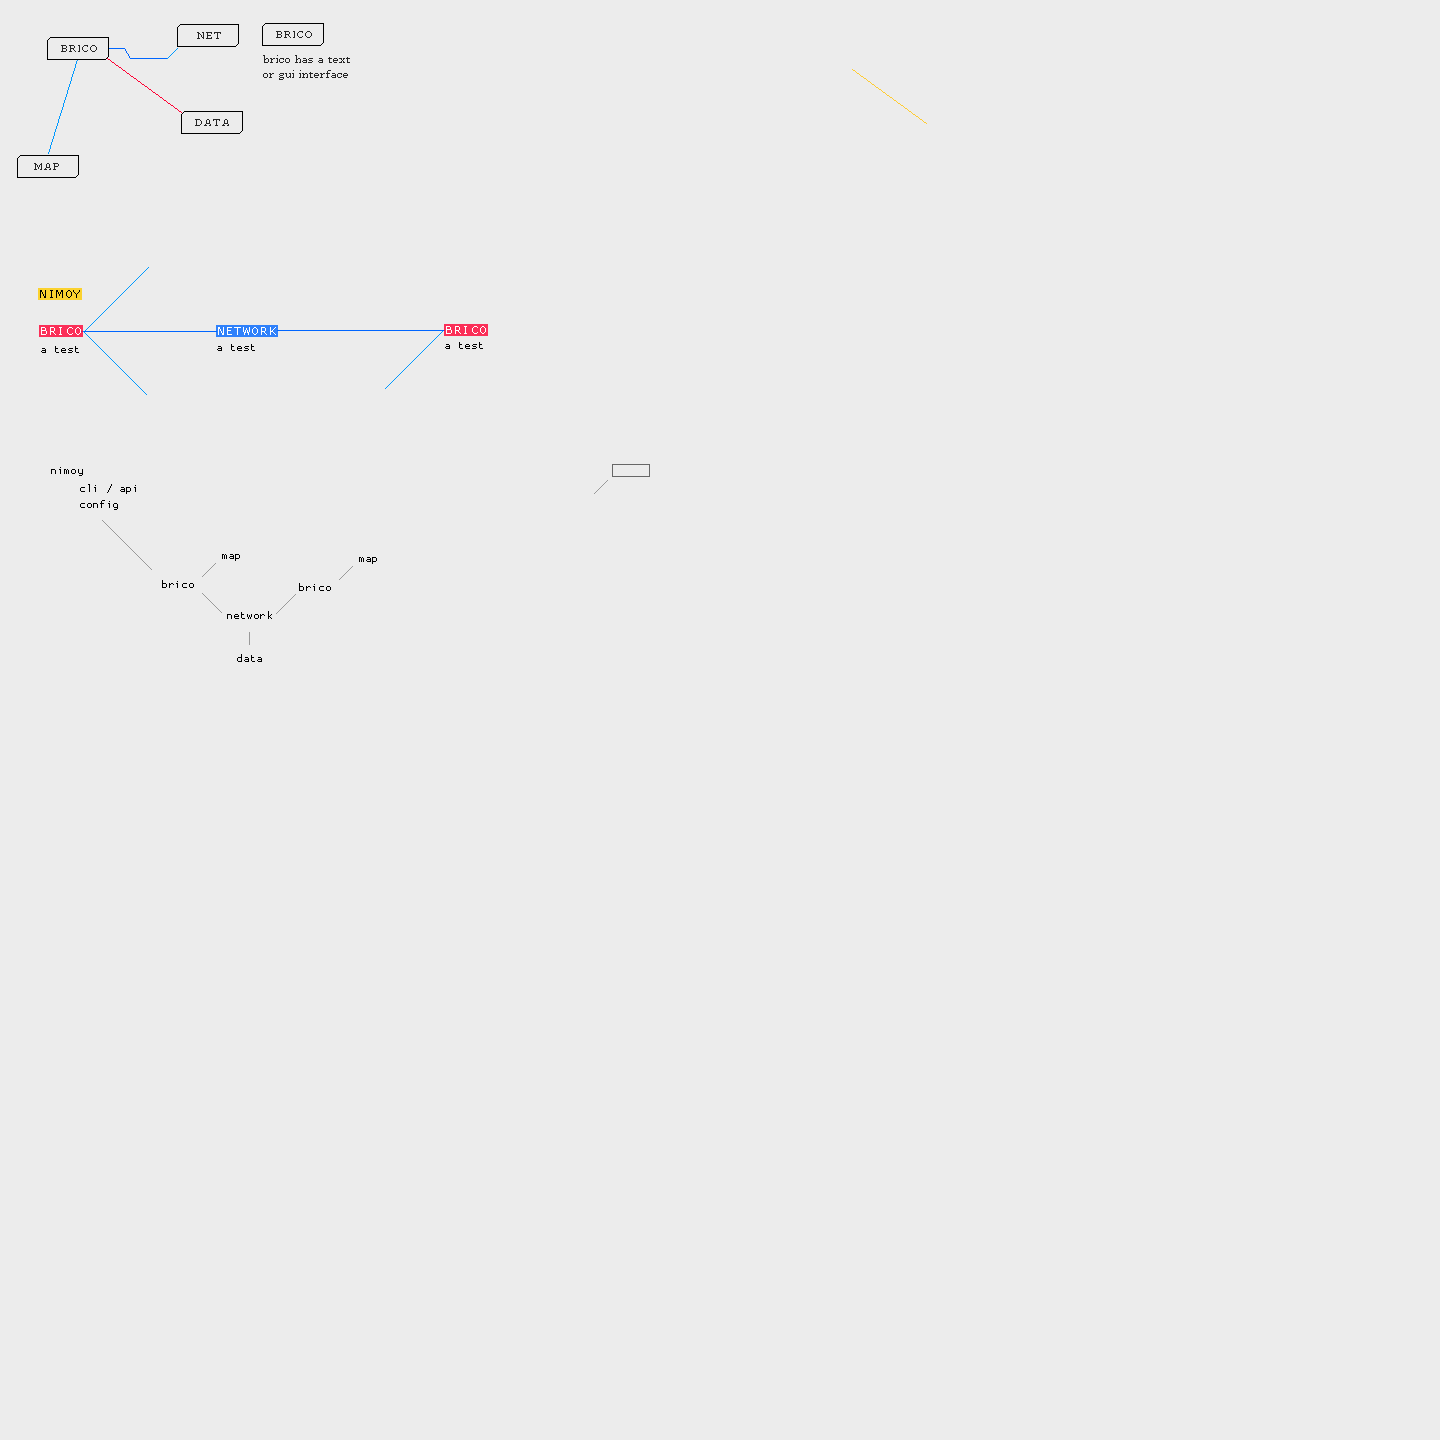 BRICO
NET
BRICO
brico has a text
or gui interface
DATA
MAP
NIMOY
BRICO
a test
NETWORK
a test
BRICO
a test
nimoy
cli / api
config
map
map
brico
brico
network
data